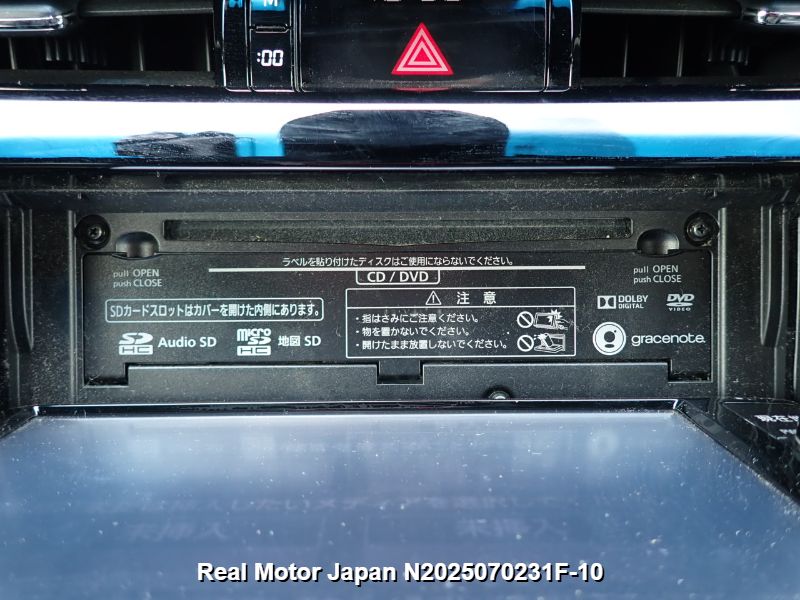 :00
ラベルを貼り付けたディスクはご使用にならないでください。
CD / DVD
pull OPEN
push CLOSE
pull OPEN
push CLOSE
SDカードスロットはカバーを開けた内側にあります。
注 意
・指はさみにご注意ください。
・物を置かないでください。
・開けたまま放置しないでください。
DOLBY
DIGITAL
DVD
VIDEO
SD
HC
Audio SD
micro
SD
HC
地図 SD
gracenote.
未挿入
未挿入
Real Motor Japan N2025070231F-10